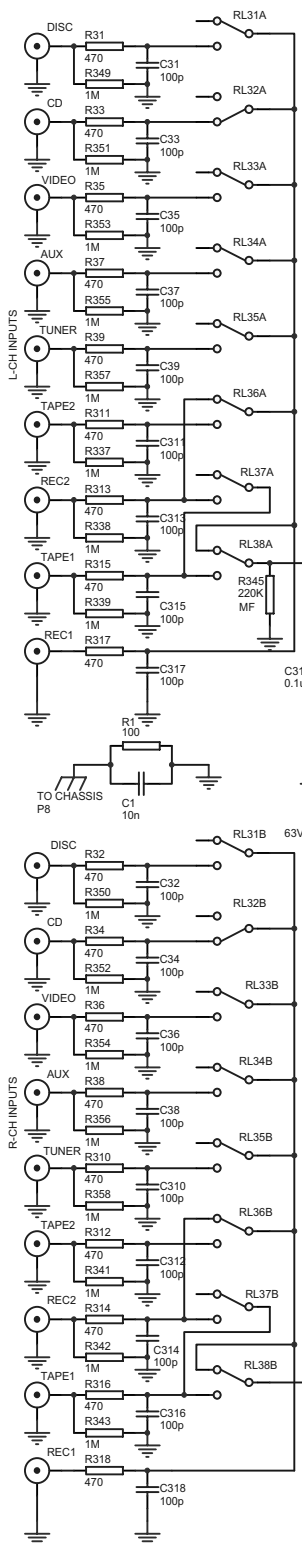 DISC
R31
470
R349
1M
C31
100p
RL31A
CD
R33
470
R351
1M
C33
100p
RL32A
VIDEO
R35
470
R353
1M
C35
100p
RL33A
AUX
R37
470
R355
1M
C37
100p
RL34A
L-CH INPUTS
TUNER
R39
470
R357
1M
C39
100p
RL35A
TAPE2
R311
470
R337
1M
C311
100p
RL36A
REC2
R313
470
R338
1M
C313
100p
RL37A
TAPE1
R315
470
R339
1M
C315
100p
RL38A
R345
220K
MF
REC1
R317
470
C317
100p
C31
0.1u
R1
100
C1
10n
TO CHASSIS
P8
63V
DISC
R32
470
R350
1M
C32
100p
RL31B
CD
R34
470
R352
1M
C34
100p
RL32B
VIDEO
R36
470
R354
1M
C36
100p
RL33B
AUX
R38
470
R356
1M
C38
100p
RL34B
R-CH INPUTS
TUNER
R310
470
R358
1M
C310
100p
RL35B
TAPE2
R312
470
R341
1M
C312
100p
RL36B
REC2
R314
470
R342
1M
C314
100p
RL37B
TAPE1
R316
470
R343
1M
C316
100p
RL38B
REC1
R318
470
C318
100p